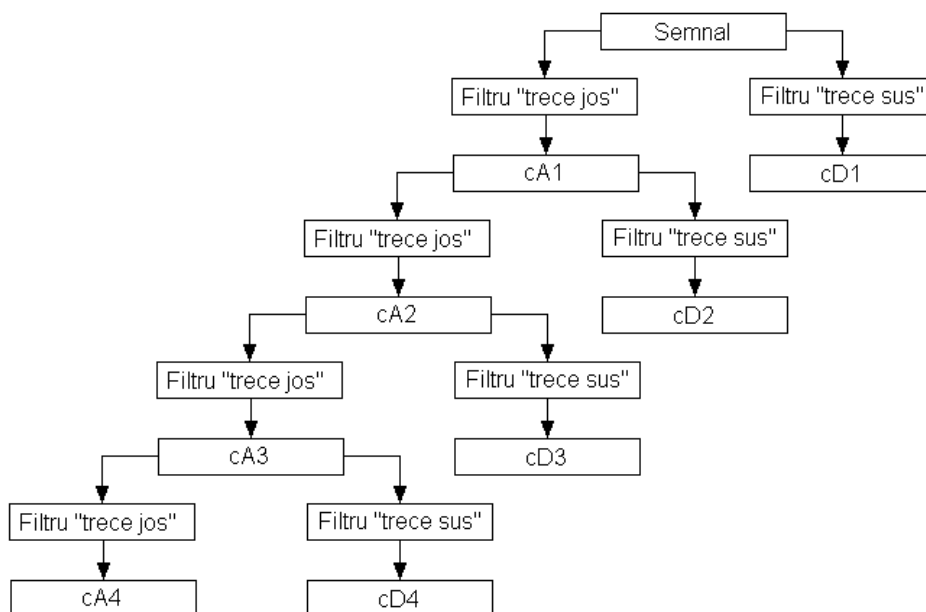 Semnal
Filtru "trece jos"
Filtru "trece sus"
cA1
cD1
Filtru "trece jos"
Filtru "trece sus"
cA2
cD2
Filtru "trece jos"
Filtru "trece sus"
cA3
cD3
Filtru "trece jos"
Filtru "trece sus"
cA4
cD4